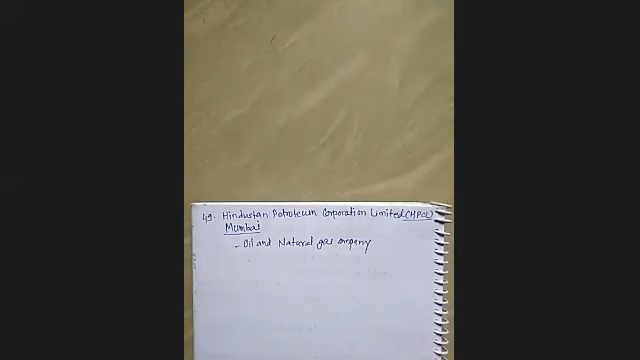 49. Hindustan Petroleum Corporation Limited (HPCL)
Mumbai
- Oil and Natural gas company